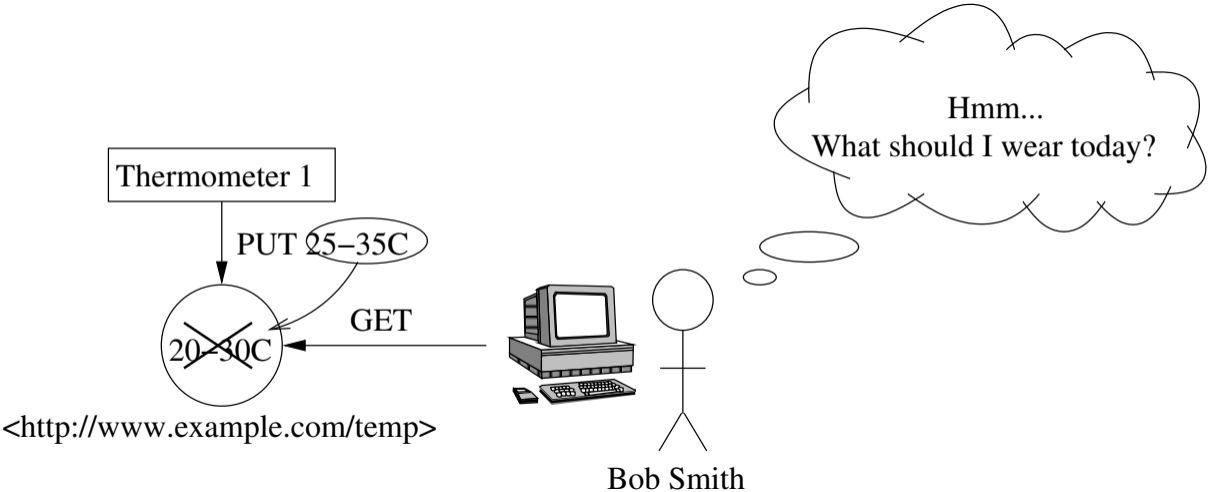 Hmm...
What should I wear today?
Thermometer 1
PUT 25–35C
GET
20–30C
<http://www.example.com/temp>
Bob Smith